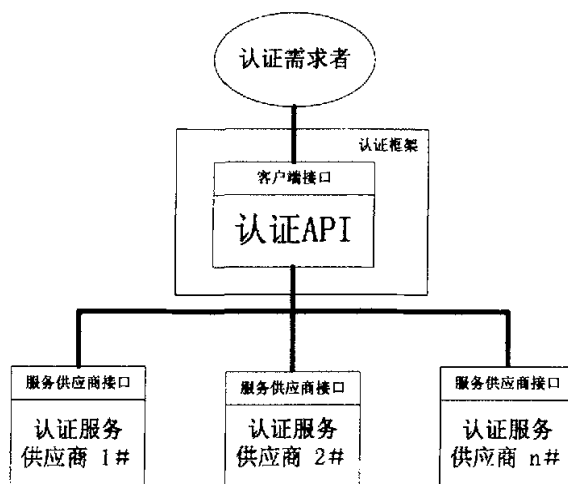 认证需求者
认证框架
客户端接口
认证API
服务供应商接口
认证服务
供应商 1#
服务供应商接口
认证服务
供应商 2#
服务供应商接口
认证服务
供应商 n#